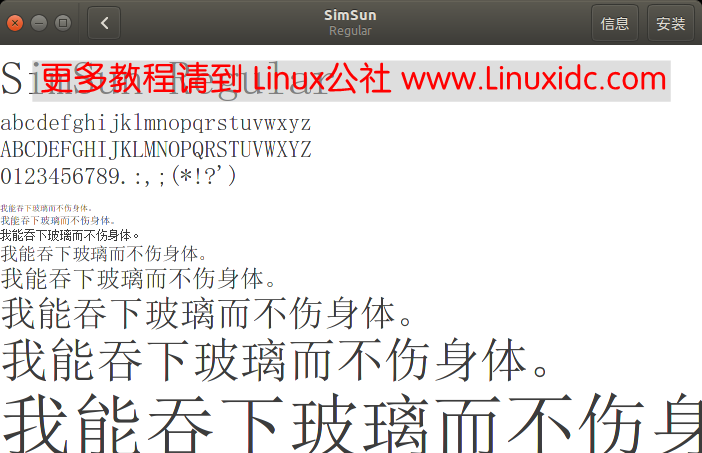 SimSun
Regular
信息
安装
SimSun Regular
更多教程请到 Linux公社 www.Linuxidc.com
abcdefghijklmnopqrstuvwxyz
ABCDEFGHIJKLMNOPQRSTUVWXYZ
0123456789.:,;(*!?')
我能吞下玻璃而不伤身体。
我能吞下玻璃而不伤身体。
我能吞下玻璃而不伤身体。
我能吞下玻璃而不伤身体。
我能吞下玻璃而不伤身体。
我能吞下玻璃而不伤身体。
我能吞下玻璃而不伤身体。
我能吞下玻璃而不伤身